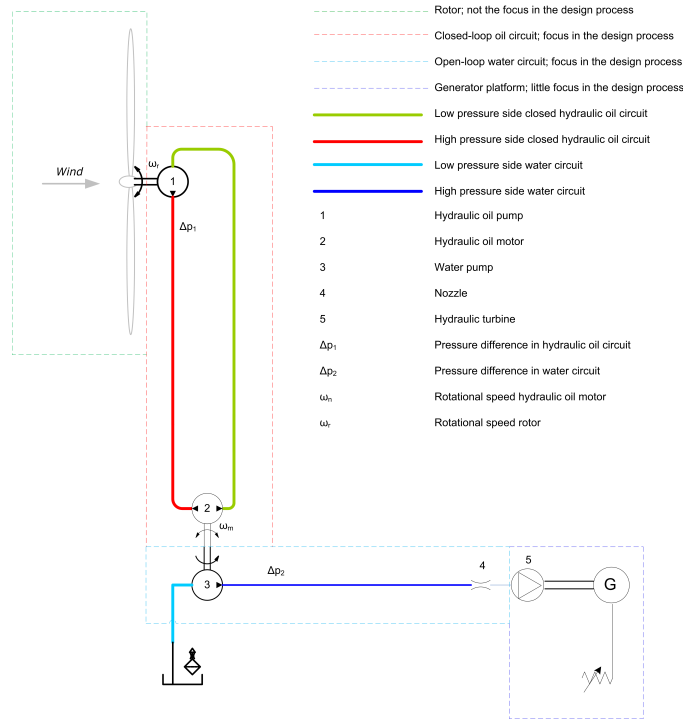 Rotor; not the focus in the design process
Closed-loop oil circuit; focus in the design process
Open-loop water circuit; focus in the design process
Generator platform; little focus in the design process
Low pressure side closed hydraulic oil circuit
High pressure side closed hydraulic oil circuit
Low pressure side water circuit
High pressure side water circuit
1 Hydraulic oil pump
2 Hydraulic oil motor
3 Water pump
4 Nozzle
5 Hydraulic turbine
Δp₁ Pressure difference in hydraulic oil circuit
Δp₂ Pressure difference in water circuit
ωₙ Rotational speed hydraulic oil motor
ωᵣ Rotational speed rotor
Wind
ωᵣ
1
Δp₁
2
ωₘ
3
Δp₂
4
5
G